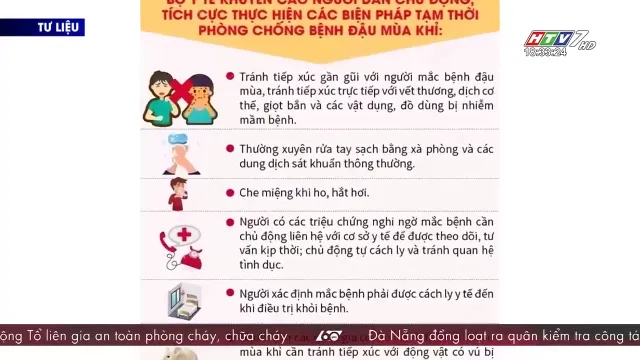 TƯ LIỆU
BỘ Y TẾ KHUYẾN CÁO NGƯỜI DÂN CHỦ ĐỘNG,
TÍCH CỰC THỰC HIỆN CÁC BIỆN PHÁP TẠM THỜI
PHÒNG CHỐNG BỆNH ĐẬU MÙA KHỈ:
HTV7 HD
18:33:24
Tránh tiếp xúc gần gũi với người mắc bệnh đậu
mùa, tránh tiếp xúc trực tiếp với vết thương, dịch cơ
thể, giọt bắn và các vật dụng, đồ dùng bị nhiễm
mầm bệnh.
Thường xuyên rửa tay sạch bằng xà phòng và các
dung dịch sát khuẩn thông thường.
Che miệng khi ho, hắt hơi.
Người có các triệu chứng nghi ngờ mắc bệnh cần
chủ động liên hệ với cơ sở y tế để được theo dõi, tư
vấn kịp thời; chủ động tự cách ly và tránh quan hệ
tình dục.
Người xác định mắc bệnh phải được cách ly y tế đến
khi điều trị khỏi bệnh.
ộng Tổ liên gia an toàn phòng cháy, chữa cháy 60 Đà Nẵng đồng loạt ra quân kiểm tra công tá
mùa khỉ cần tránh tiếp xúc với động vật có vú bị